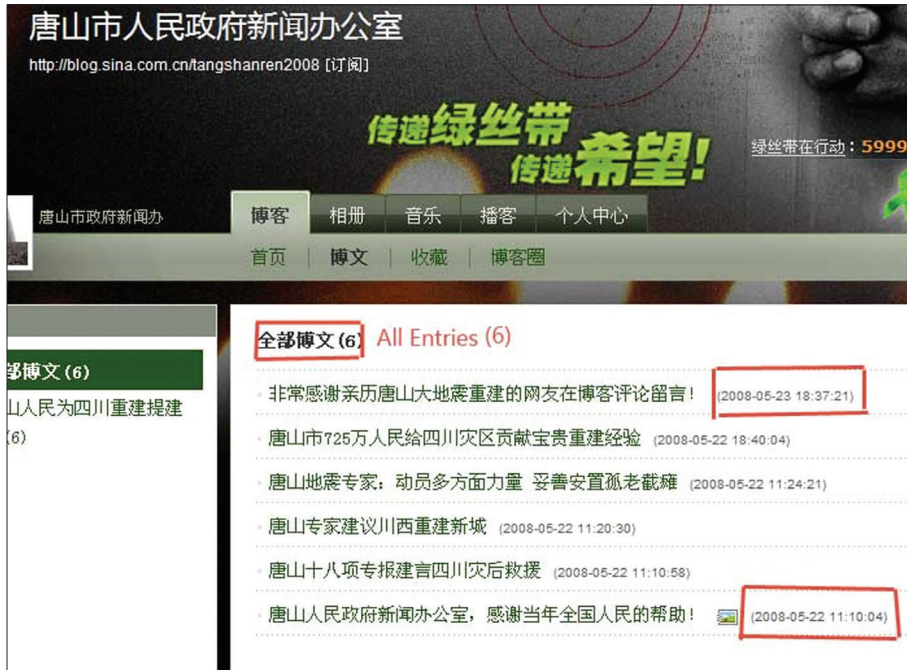 唐山市人民政府新闻办公室
http://blog.sina.com.cn/tangshanren2008 [订阅]
传递绿丝带
传递希望!
绿丝带在行动：5999
唐山市政府新闻办
博客 相册 音乐 播客 个人中心
首页 | 博文 | 收藏 | 博客圈
全部博文(6) All Entries (6)
部博文(6)
山人民为四川重建提建
(6)
非常感谢亲历唐山大地震重建的网友在博客评论留言! (2008-05-23 18:37:21)
唐山市725万人民给四川灾区贡献宝贵重建经验 (2008-05-22 18:40:04)
唐山地震专家：动员多方面力量 妥善安置孤老截瘫 (2008-05-22 11:24:21)
唐山专家建议川西重建新城 (2008-05-22 11:20:30)
唐山十八项专报建言四川灾后救援 (2008-05-22 11:10:58)
唐山人民政府新闻办公室，感谢当年全国人民的帮助! (2008-05-22 11:10:04)